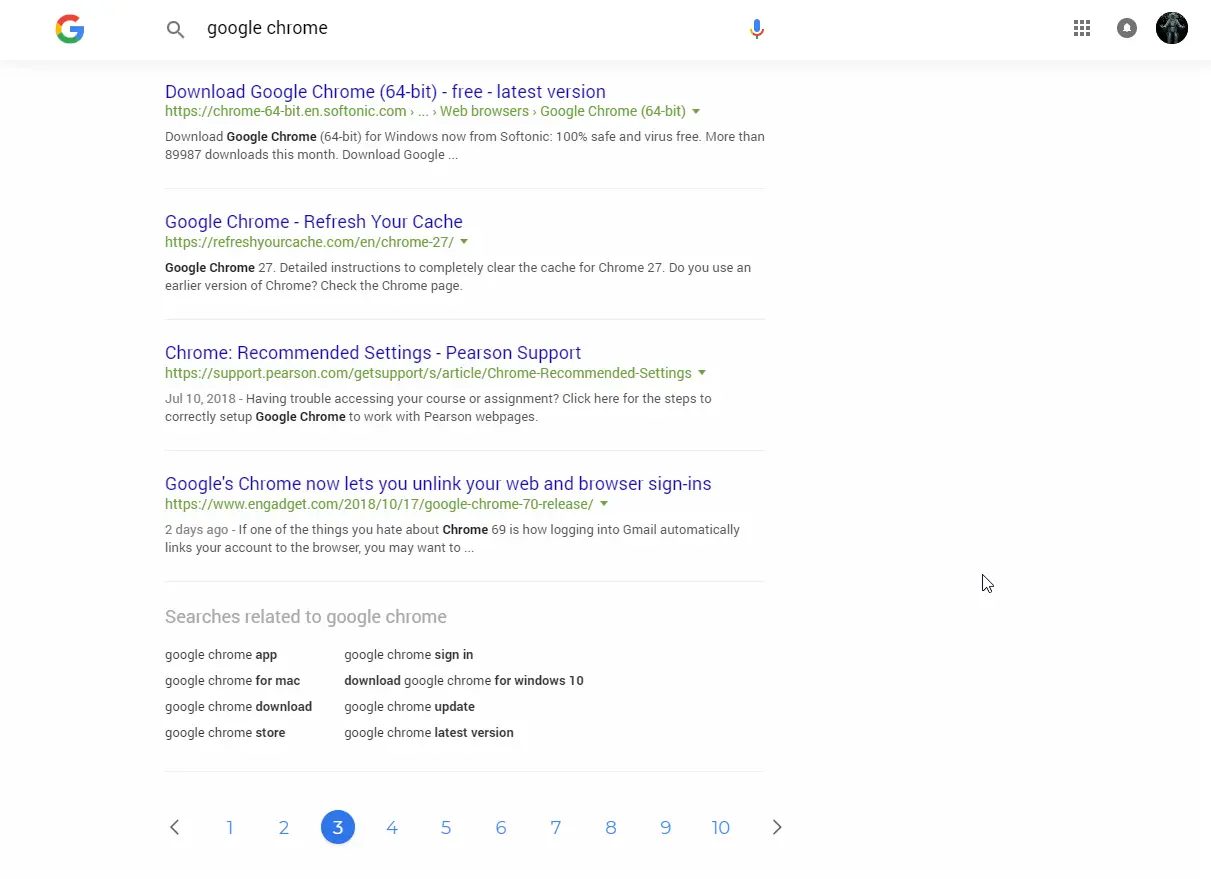 google chrome
Download Google Chrome (64-bit) - free - latest version
https://chrome-64-bit.en.softonic.com › ... › Web browsers › Google Chrome (64-bit)
Download Google Chrome (64-bit) for Windows now from Softonic: 100% safe and virus free. More than
89987 downloads this month. Download Google ...
Google Chrome - Refresh Your Cache
https://refreshyourcache.com/en/chrome-27/
Google Chrome 27. Detailed instructions to completely clear the cache for Chrome 27. Do you use an
earlier version of Chrome? Check the Chrome page.
Chrome: Recommended Settings - Pearson Support
https://support.pearson.com/getsupport/s/article/Chrome-Recommended-Settings
Jul 10, 2018 - Having trouble accessing your course or assignment? Click here for the steps to
correctly setup Google Chrome to work with Pearson webpages.
Google's Chrome now lets you unlink your web and browser sign-ins
https://www.engadget.com/2018/10/17/google-chrome-70-release/
2 days ago - If one of the things you hate about Chrome 69 is how logging into Gmail automatically
links your account to the browser, you may want to ...
Searches related to google chrome
google chrome app google chrome sign in
google chrome for mac download google chrome for windows 10
google chrome download google chrome update
google chrome store google chrome latest version
1 2 3 4 5 6 7 8 9 10